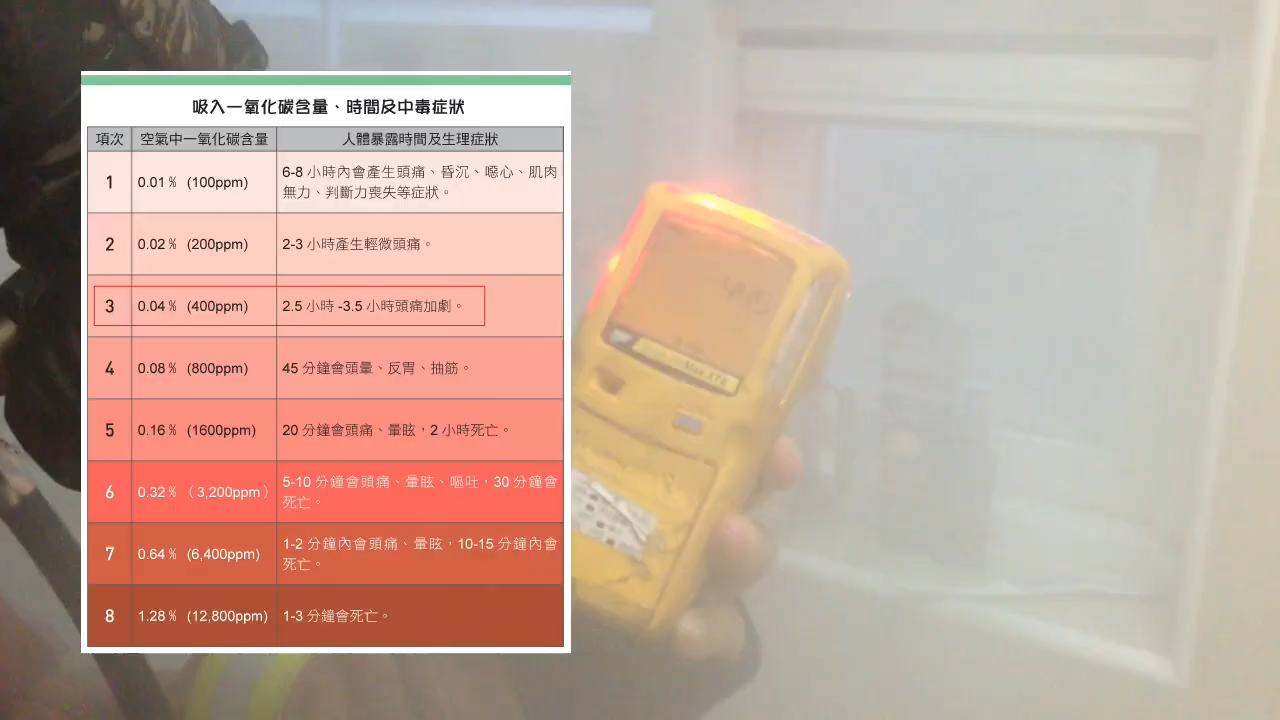 吸入一氧化碳含量、時間及中毒症狀
項次 空氣中一氧化碳含量 人體暴露時間及生理症狀
1 0.01% (100ppm) 6-8 小時內會產生頭痛、昏沉、噁心、肌肉
無力、判斷力喪失等症狀。
2 0.02% (200ppm) 2-3 小時產生輕微頭痛。
3 0.04% (400ppm) 2.5 小時 -3.5 小時頭痛加劇。
4 0.08% (800ppm) 45 分鐘會頭暈、反胃、抽筋。
5 0.16% (1600ppm) 20 分鐘會頭痛、暈眩，2 小時死亡。
6 0.32% (3,200ppm) 5-10 分鐘會頭痛、暈眩、嘔吐，30 分鐘會
死亡。
7 0.64% (6,400ppm) 1-2 分鐘內會頭痛、暈眩，10-15 分鐘內會
死亡。
8 1.28% (12,800ppm) 1-3 分鐘會死亡。